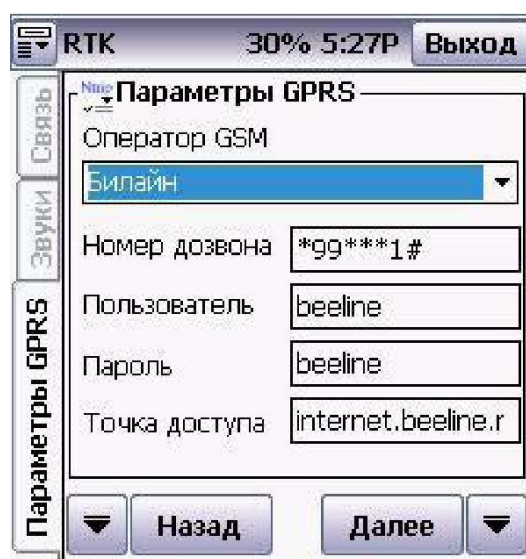 RTK 30% 5:27P Выход
Связь
Звуки
Параметры GPRS
Параметры GPRS
Оператор GSM
Билайн
Номер дозвона *99***1#
Пользователь beeline
Пароль beeline
Точка доступа internet.beeline.r
Назад Далее